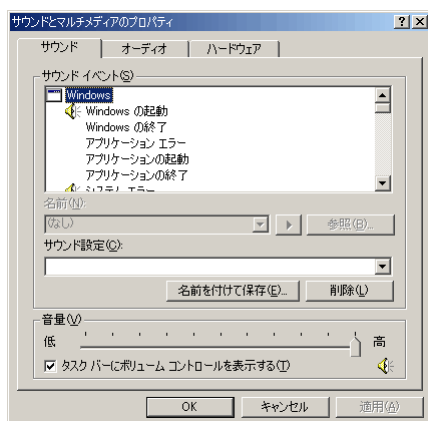 サウンドとマルチメディアのプロパティ
サウンド オーディオ ハードウェア
サウンド イベント(S)
Windows
Windows の起動
Windows の終了
アプリケーション エラー
アプリケーションの起動
アプリケーションの終了
システム エラー
名前(N):
(なし) 参照(B)...
サウンド設定(C):
名前を付けて保存(E)... 削除(L)
音量(V)
低 高
タスク バーにボリューム コントロールを表示する(T)
OK キャンセル 適用(A)